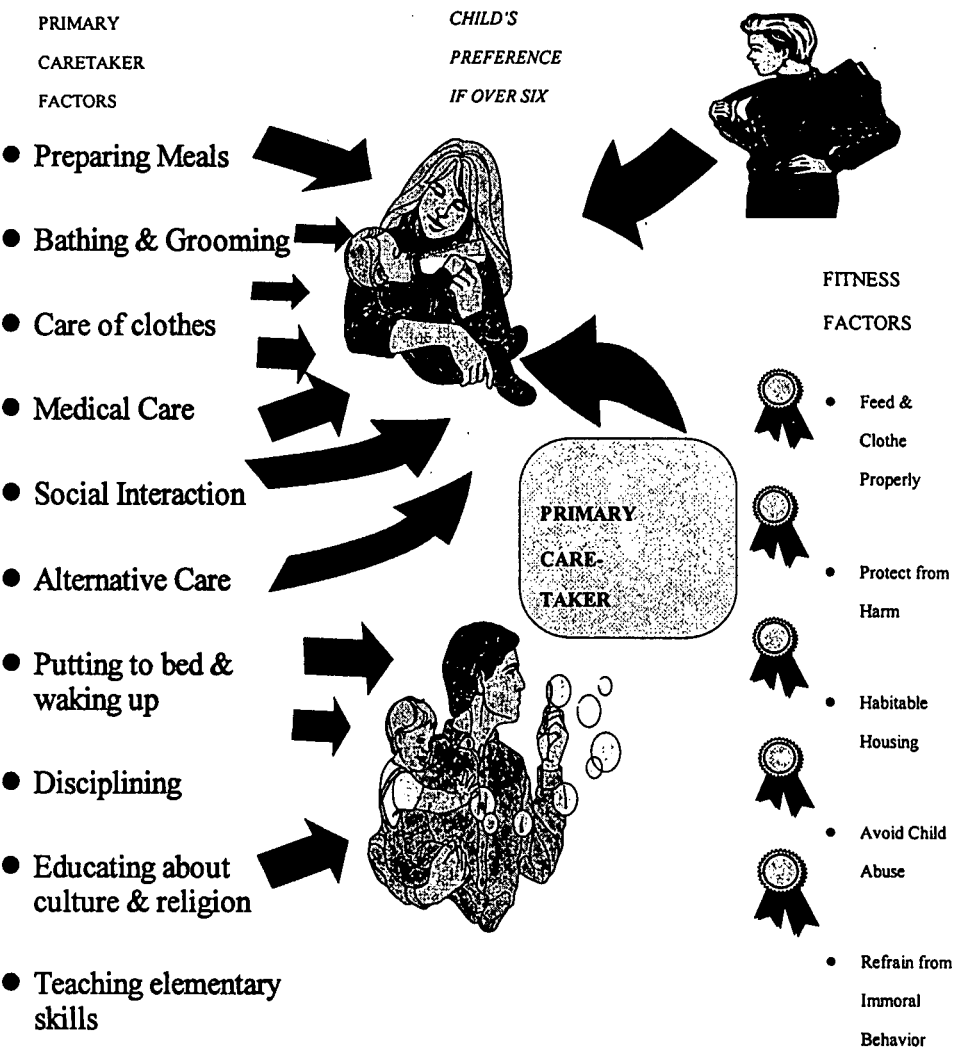 PRIMARY
CARETAKER
FACTORS
• Preparing Meals
• Bathing & Grooming
• Care of clothes
• Medical Care
• Social Interaction
• Alternative Care
• Putting to bed &
waking up
• Disciplining
• Educating about
culture & religion
• Teaching elementary
skills
CHILD'S
PREFERENCE
IF OVER SIX
PRIMARY
CARE-
TAKER
FITNESS
FACTORS
• Feed &
Clothe
Properly
• Protect from
Harm
• Habitable
Housing
• Avoid Child
Abuse
• Refrain from
Immoral
Behavior